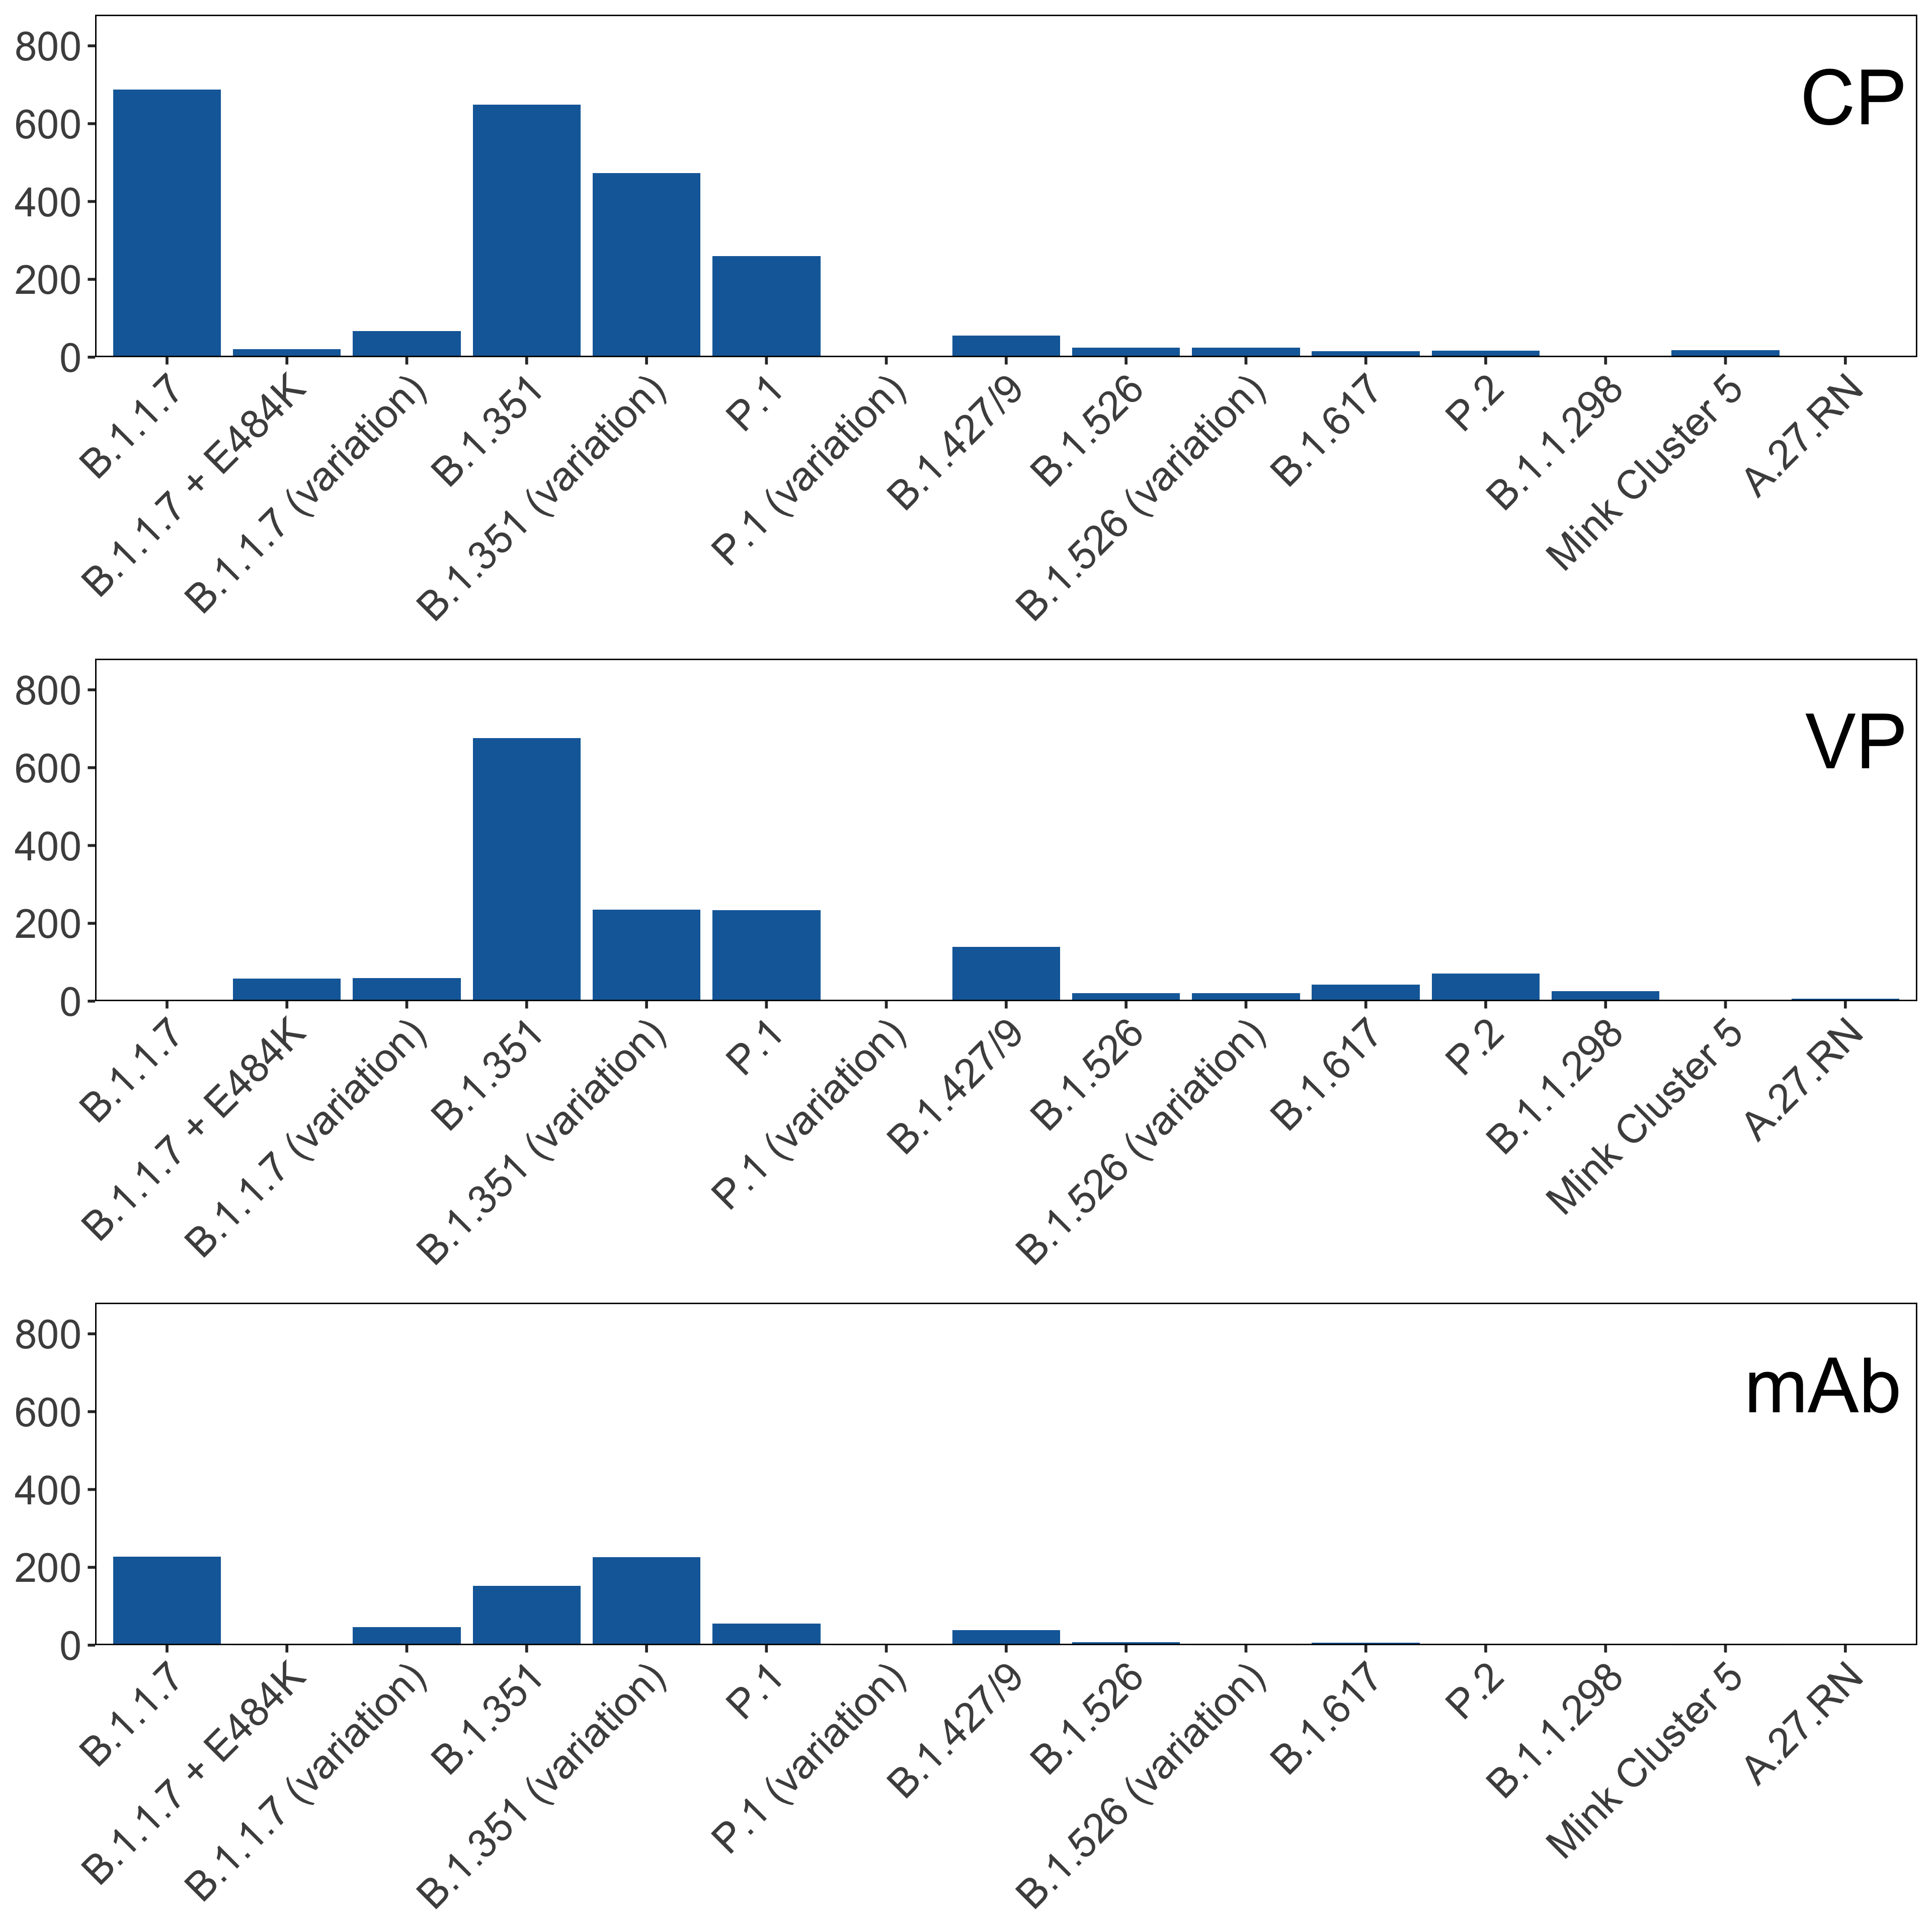 CP
800
600
400
200
0
B.1.1.7
B.1.1.7 + E484K
B.1.1.7 (variation)
B.1.351
B.1.351 (variation)
P.1
P.1 (variation)
B.1.427/9
B.1.526
B.1.526 (variation)
B.1.617
P.2
B.1.1.298
Mink Cluster 5
A.27.RN
VP
800
600
400
200
0
B.1.1.7
B.1.1.7 + E484K
B.1.1.7 (variation)
B.1.351
B.1.351 (variation)
P.1
P.1 (variation)
B.1.427/9
B.1.526
B.1.526 (variation)
B.1.617
P.2
B.1.1.298
Mink Cluster 5
A.27.RN
mAb
800
600
400
200
0
B.1.1.7
B.1.1.7 + E484K
B.1.1.7 (variation)
B.1.351
B.1.351 (variation)
P.1
P.1 (variation)
B.1.427/9
B.1.526
B.1.526 (variation)
B.1.617
P.2
B.1.1.298
Mink Cluster 5
A.27.RN